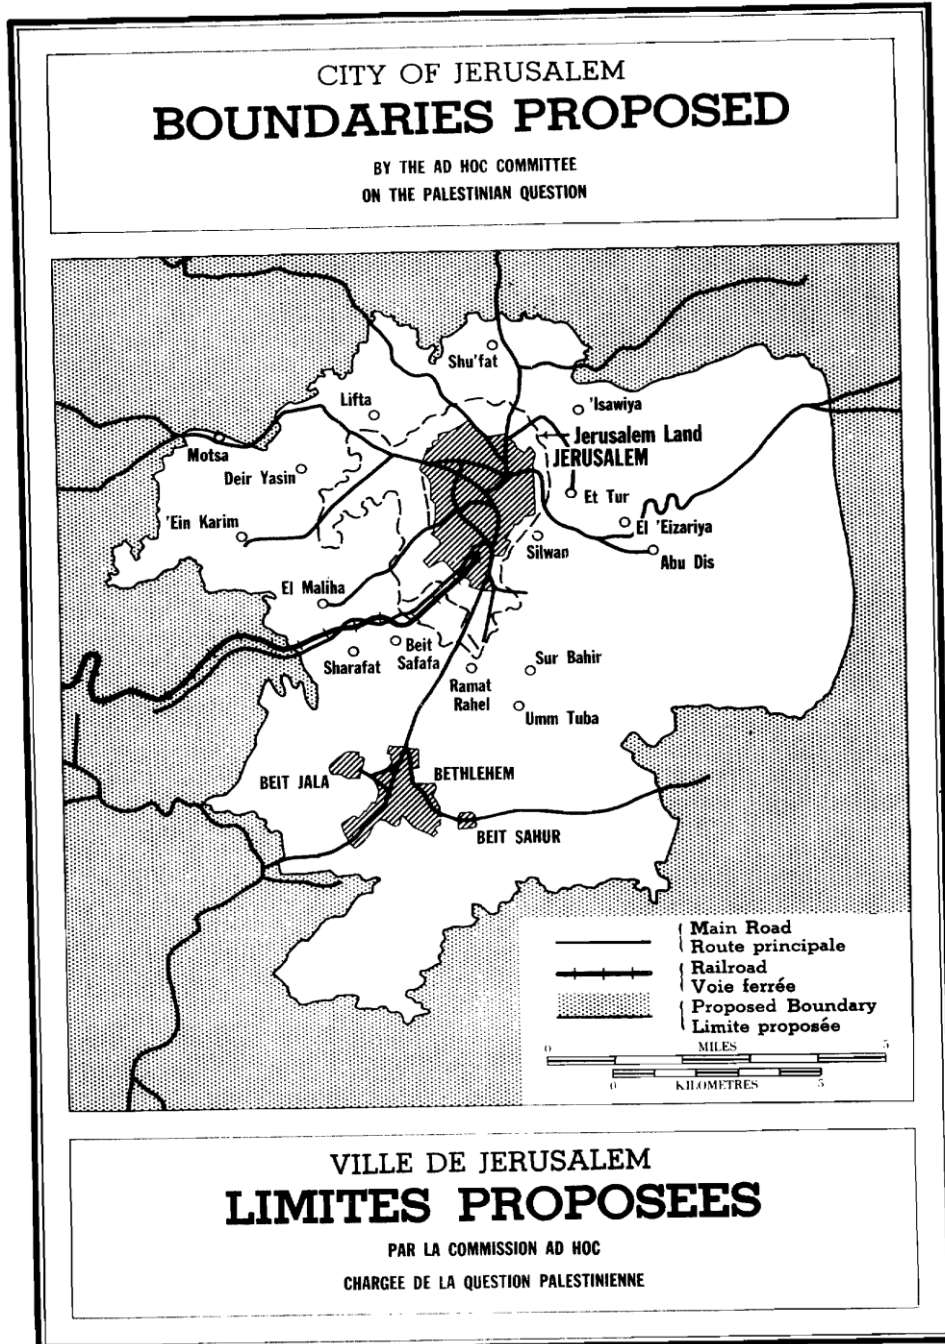 CITY OF JERUSALEM
BOUNDARIES PROPOSED
BY THE AD HOC COMMITTEE
ON THE PALESTINIAN QUESTION
Shu'fat
Lifta
'Isawiya
Jerusalem Land
JERUSALEM
Motsa
Deir Yasin
Et Tur
'Ein Karim
El 'Eizariya
Silwan
Abu Dis
El Maliha
Sharafat
Beit
Safafa
Ramat
Rahel
Sur Bahir
Umm Tuba
BEIT JALA
BETHLEHEM
BEIT SAHUR
Main Road
Route principale
Railroad
Voie ferrée
Proposed Boundary
Limite proposée
0 MILES 5
0 KILOMETRES 5
VILLE DE JERUSALEM
LIMITES PROPOSEES
PAR LA COMMISSION AD HOC
CHARGEE DE LA QUESTION PALESTINIENNE